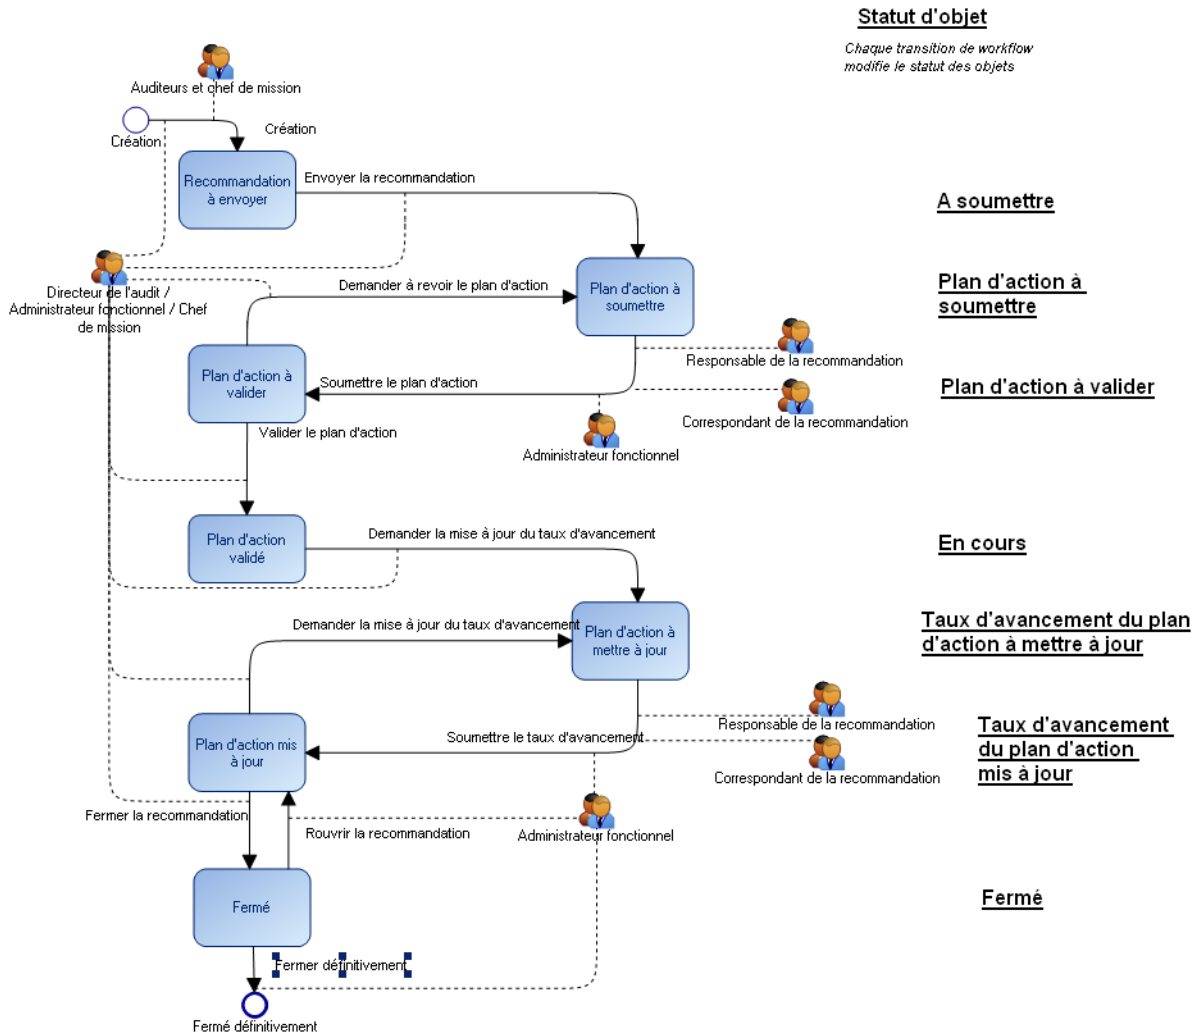 Statut d'objet
Chaque transition de workflow
modifie le statut des objets
Auditeurs et chef de mission
Création
Création
Recommandation
à envoyer
Envoyer la recommandation
A soumettre
Directeur de l'audit /
Administrateur fonctionnel / Chef
de mission
Demander à revoir le plan d'action
Plan d'action à
soumettre
Plan d'action à
soumettre
Responsable de la recommandation
Plan d'action à
valider
Soumettre le plan d'action
Plan d'action à valider
Correspondant de la recommandation
Valider le plan d'action
Administrateur fonctionnel
Plan d'action
validé
Demander la mise à jour du taux d'avancement
En cours
Demander la mise à jour du taux d'avancement
Plan d'action à
mettre à jour
Taux d'avancement du plan
d'action à mettre à jour
Responsable de la recommandation
Plan d'action mis
à jour
Soumettre le taux d'avancement
Taux d'avancement
du plan d'action
mis à jour
Correspondant de la recommandation
Fermer la recommandation
Rouvrir la recommandation
Administrateur fonctionnel
Fermé
Fermé
Fermer définitivement
Fermé définitivement